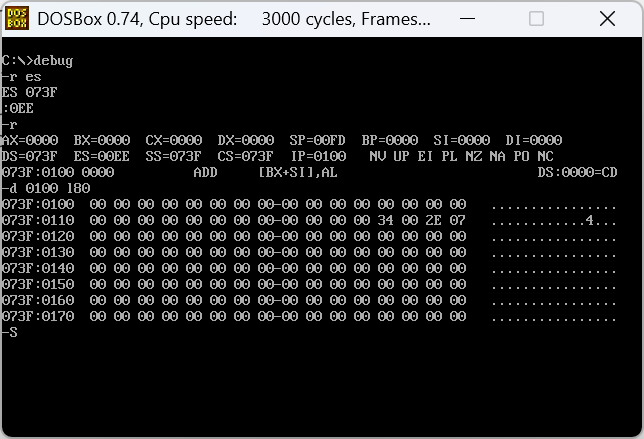 DOS BOX DOSBox 0.74, Cpu speed: 3000 cycles, Frames...
C:\>debug
-r es
ES 073F
:0EE
-r
AX=0000 BX=0000 CX=0000 DX=0000 SP=00FD BP=0000 SI=0000 DI=0000
DS=073F ES=00EE SS=073F CS=073F IP=0100 NV UP EI PL NZ NA PO NC
073F:0100 0000 ADD [BX+SI],AL DS:0000=CD
-d 0100 l80
073F:0100 00 00 00 00 00 00 00 00-00 00 00 00 00 00 00 00 ................
073F:0110 00 00 00 00 00 00 00 00-00 00 00 00 34 00 2E 07 ............4...
073F:0120 00 00 00 00 00 00 00 00-00 00 00 00 00 00 00 00 ................
073F:0130 00 00 00 00 00 00 00 00-00 00 00 00 00 00 00 00 ................
073F:0140 00 00 00 00 00 00 00 00-00 00 00 00 00 00 00 00 ................
073F:0150 00 00 00 00 00 00 00 00-00 00 00 00 00 00 00 00 ................
073F:0160 00 00 00 00 00 00 00 00-00 00 00 00 00 00 00 00 ................
073F:0170 00 00 00 00 00 00 00 00-00 00 00 00 00 00 00 00 ................
-S